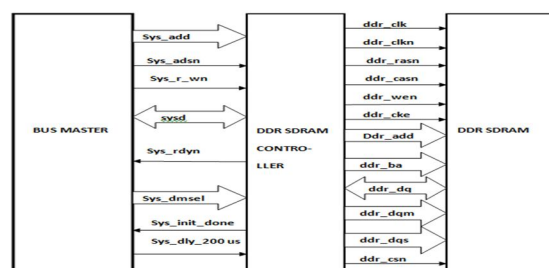 Sys_add
Sys_adsn
Sys_r_wn
BUS MASTER
sysd
Sys_rdyn
Sys_dmsel
Sys_init_done
Sys_dly_200 us
DDR SDRAM
CONTRO-
LLER
ddr_clk
ddr_clkn
ddr_rasn
ddr_casn
ddr_wen
ddr_cke
Ddr_add
ddr_ba
ddr_dq
ddr_dqm
ddr_dqs
ddr_csn
DDR SDRAM